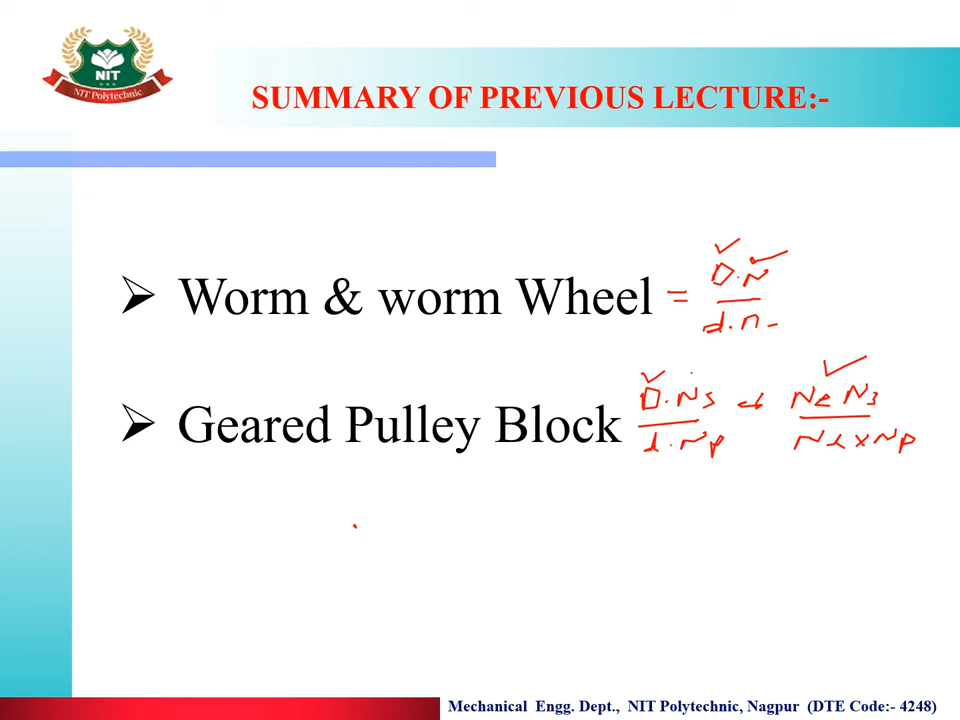 NIT
NIT Polytechnic
SUMMARY OF PREVIOUS LECTURE:-
➢ Worm & worm Wheel = D.N / d.n
➢ Geared Pulley Block D.Ns / d.Np
Mechanical Engg. Dept., NIT Polytechnic, Nagpur (DTE Code:- 4248)